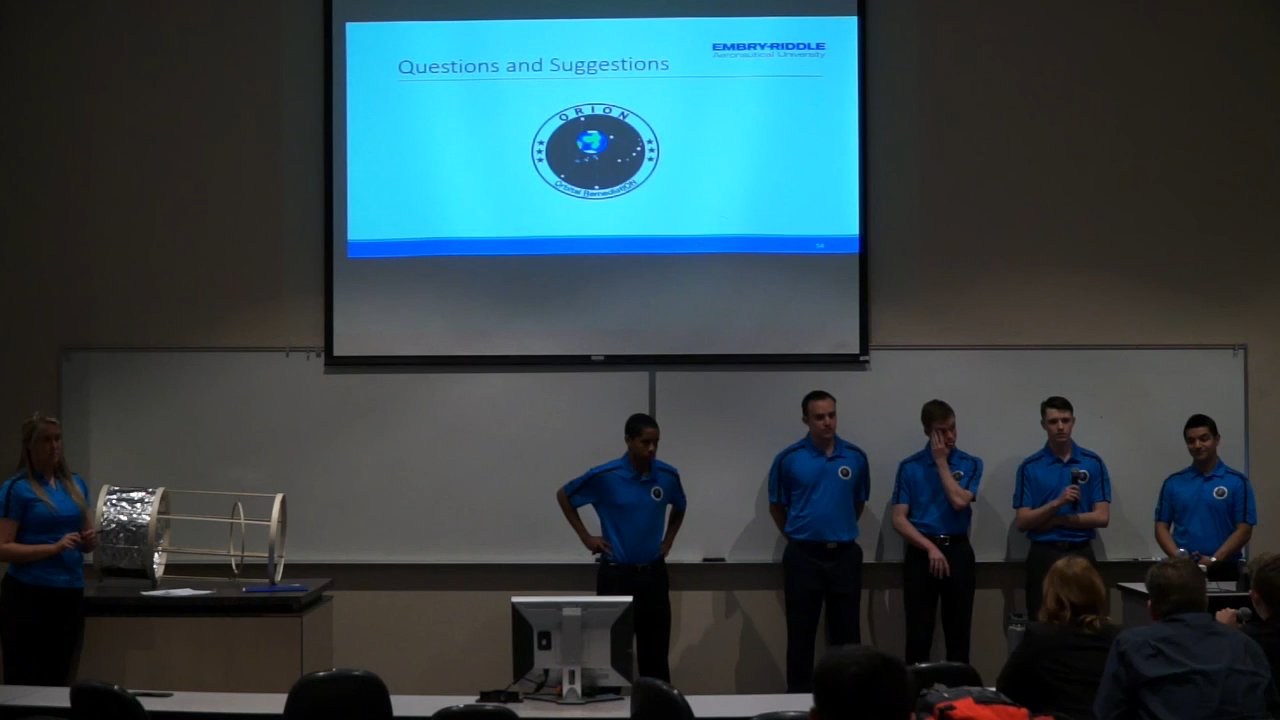 EMBRY-RIDDLE
Aeronautical University
Questions and Suggestions
ORION
Orbital RemediatION